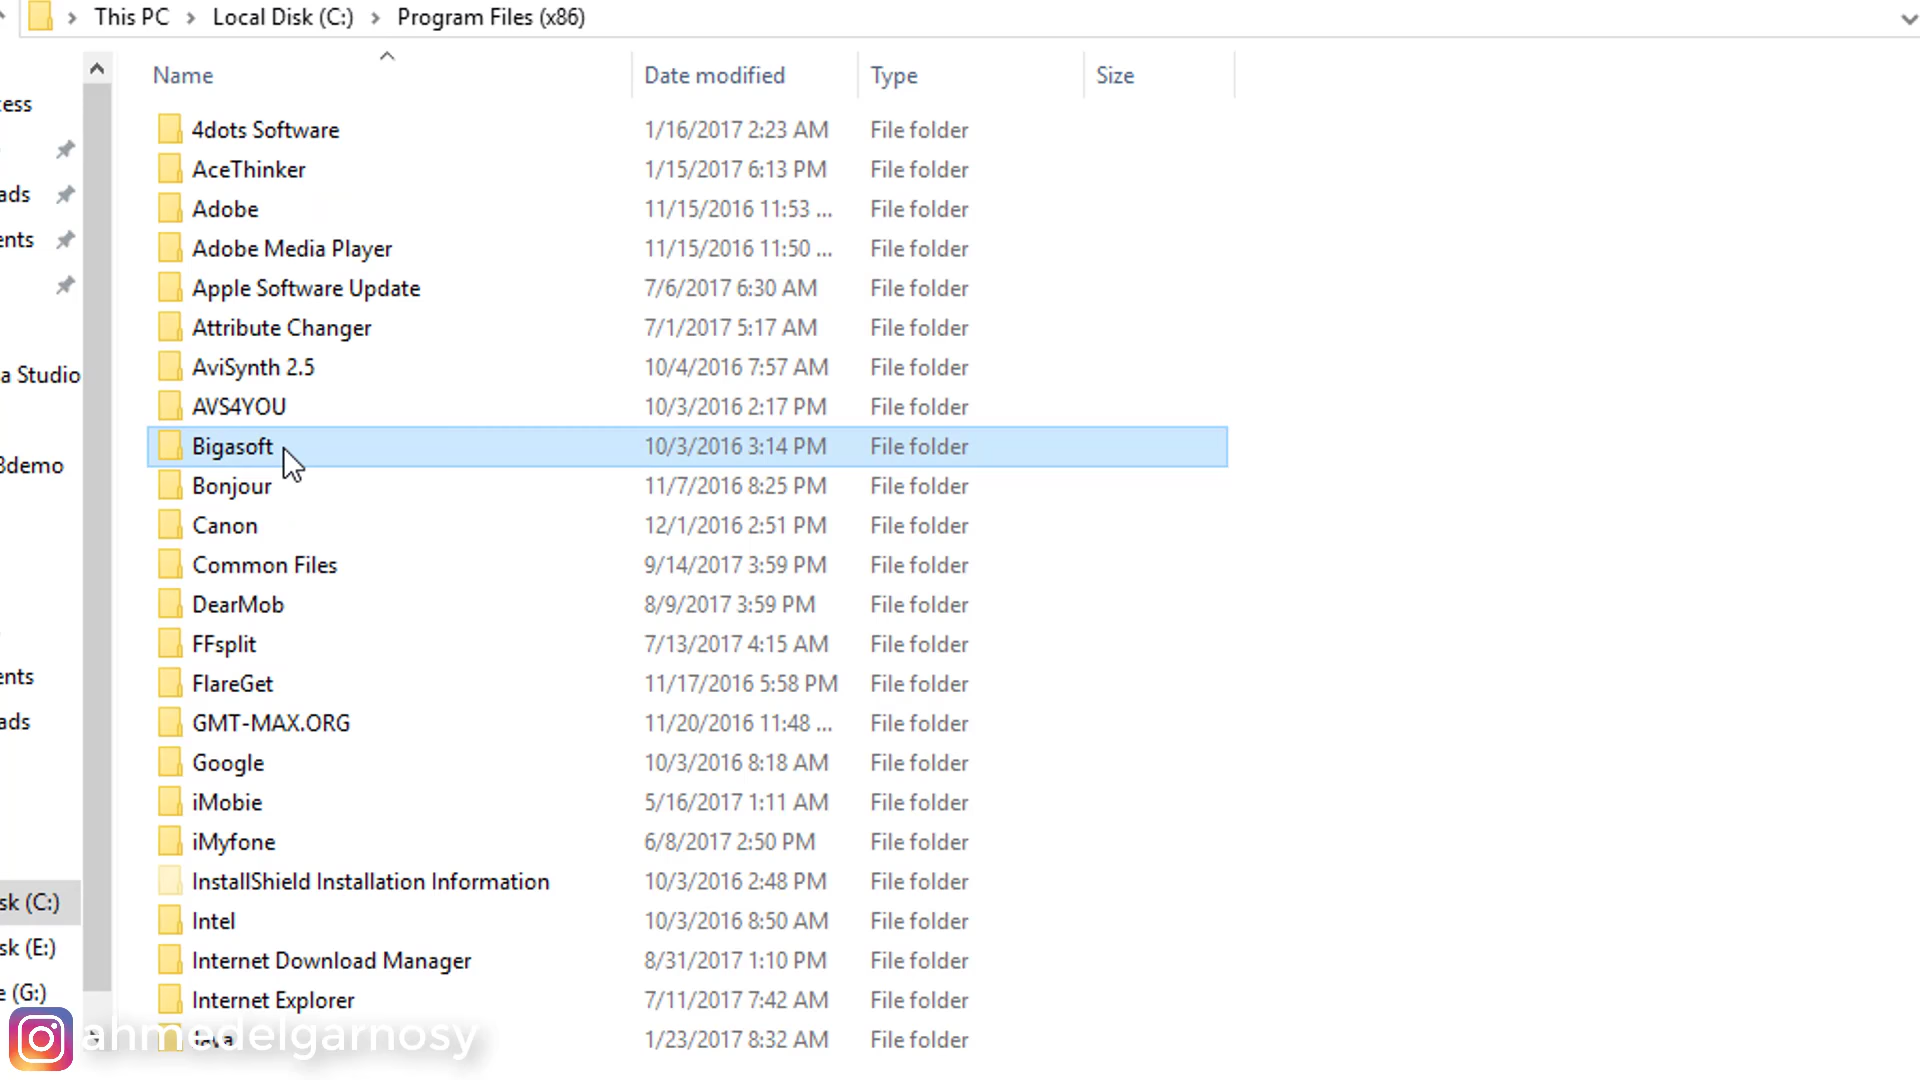 This PC > Local Disk (C:) > Program Files (x86)
Name Date modified Type Size
4dots Software 1/16/2017 2:23 AM File folder
AceThinker 1/15/2017 6:13 PM File folder
Adobe 11/15/2016 11:53 ... File folder
Adobe Media Player 11/15/2016 11:50 ... File folder
Apple Software Update 7/6/2017 6:30 AM File folder
Attribute Changer 7/1/2017 5:17 AM File folder
AviSynth 2.5 10/4/2016 7:57 AM File folder
AVS4YOU 10/3/2016 2:17 PM File folder
Bigasoft 10/3/2016 3:14 PM File folder
Bonjour 11/7/2016 8:25 PM File folder
Canon 12/1/2016 2:51 PM File folder
Common Files 9/14/2017 3:59 PM File folder
DearMob 8/9/2017 3:59 PM File folder
FFsplit 7/13/2017 4:15 AM File folder
FlareGet 11/17/2016 5:58 PM File folder
GMT-MAX.ORG 11/20/2016 11:48 ... File folder
Google 10/3/2016 8:18 AM File folder
iMobie 5/16/2017 1:11 AM File folder
iMyfone 6/8/2017 2:50 PM File folder
InstallShield Installation Information 10/3/2016 2:48 PM File folder
Intel 10/3/2016 8:50 AM File folder
Internet Download Manager 8/31/2017 1:10 PM File folder
Internet Explorer 7/11/2017 7:42 AM File folder
Java 1/23/2017 8:32 AM File folder
ess
ads
ents
a Studio
3demo
ents
ads
sk (C:)
sk (E:)
e (G:)
ahmedelgarnosy